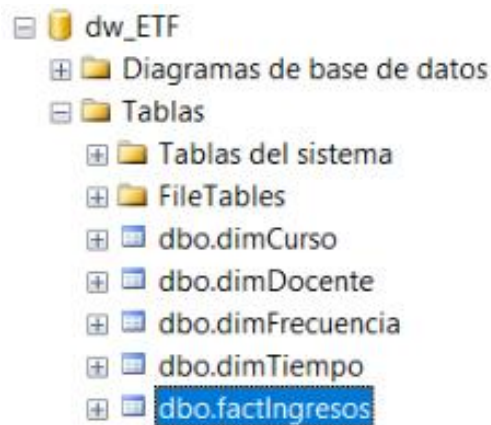 dw_ETF
Diagramas de base de datos
Tablas
Tablas del sistema
FileTables
dbo.dimCurso
dbo.dimDocente
dbo.dimFrecuencia
dbo.dimTiempo
dbo.factIngresos